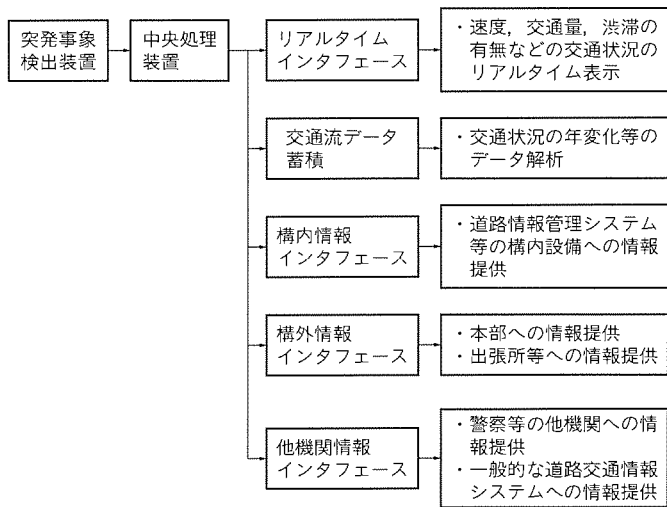 突発事象
検出装置
中央処理
装置
リアルタイム
インタフェース
・速度，交通量，渋滞の
有無などの交通状況の
リアルタイム表示
交通流データ
蓄積
・交通状況の年変化等の
データ解析
構内情報
インタフェース
・道路情報管理システム
等の構内設備への情報
提供
構外情報
インタフェース
・本部への情報提供
・出張所等への情報提供
他機関情報
インタフェース
・警察等の他機関への情
報提供
・一般的な道路交通情報
システムへの情報提供